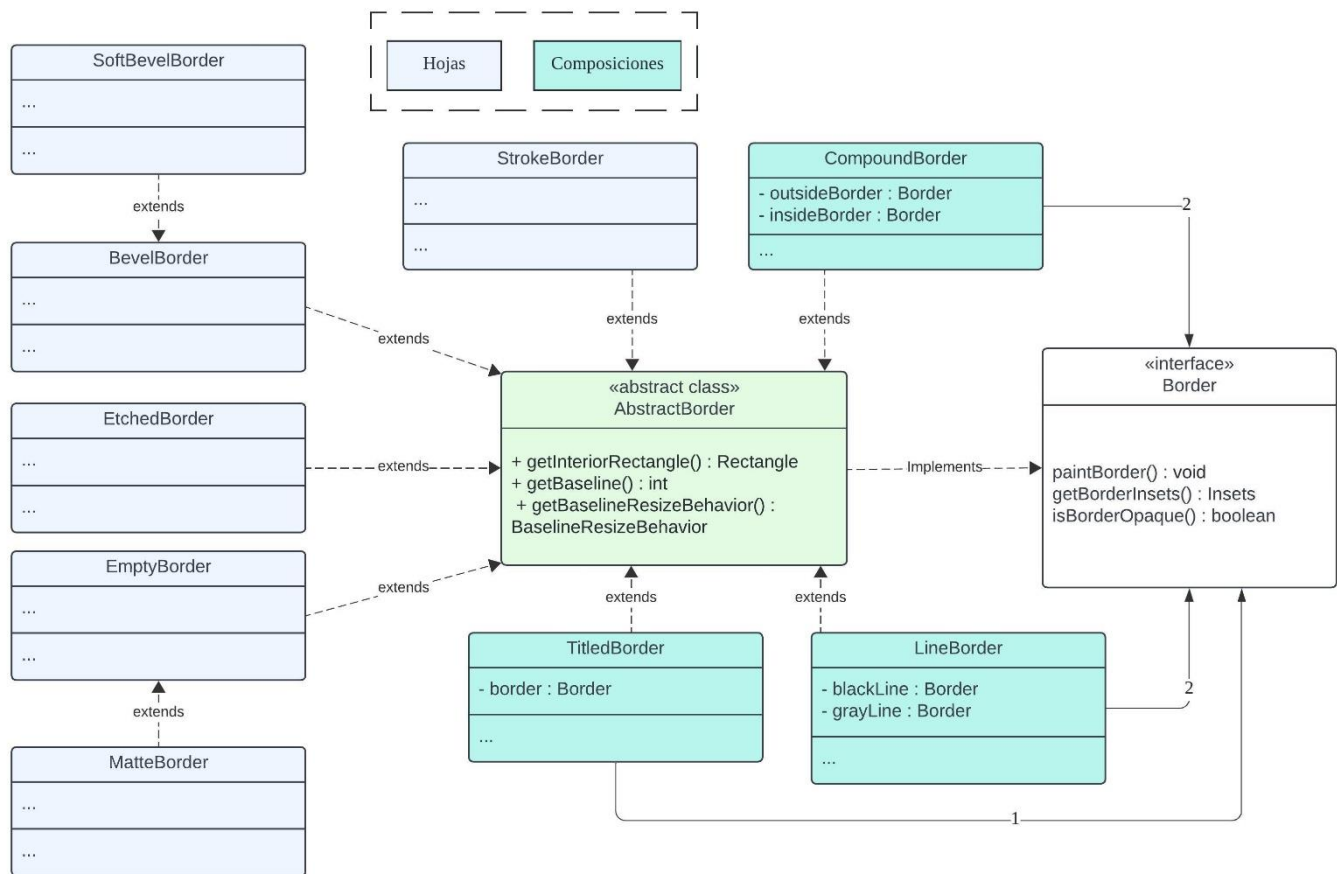 Hojas
Composiciones
SoftBevelBorder
...
...
extends
StrokeBorder
...
...
extends
CompoundBorder
- outsideBorder : Border
- insideBorder : Border
...
extends
2
BevelBorder
...
...
extends
«abstract class»
AbstractBorder
+ getInteriorRectangle() : Rectangle
+ getBaseline() : int
+ getBaselineResizeBehavior() :
BaselineResizeBehavior
Implements
«interface»
Border
paintBorder() : void
getBorderInsets() : Insets
isBorderOpaque() : boolean
EtchedBorder
...
...
extends
EmptyBorder
...
...
extends
extends
MatteBorder
...
...
extends
TitledBorder
- border : Border
...
extends
LineBorder
- blackLine : Border
- grayLine : Border
...
2
1